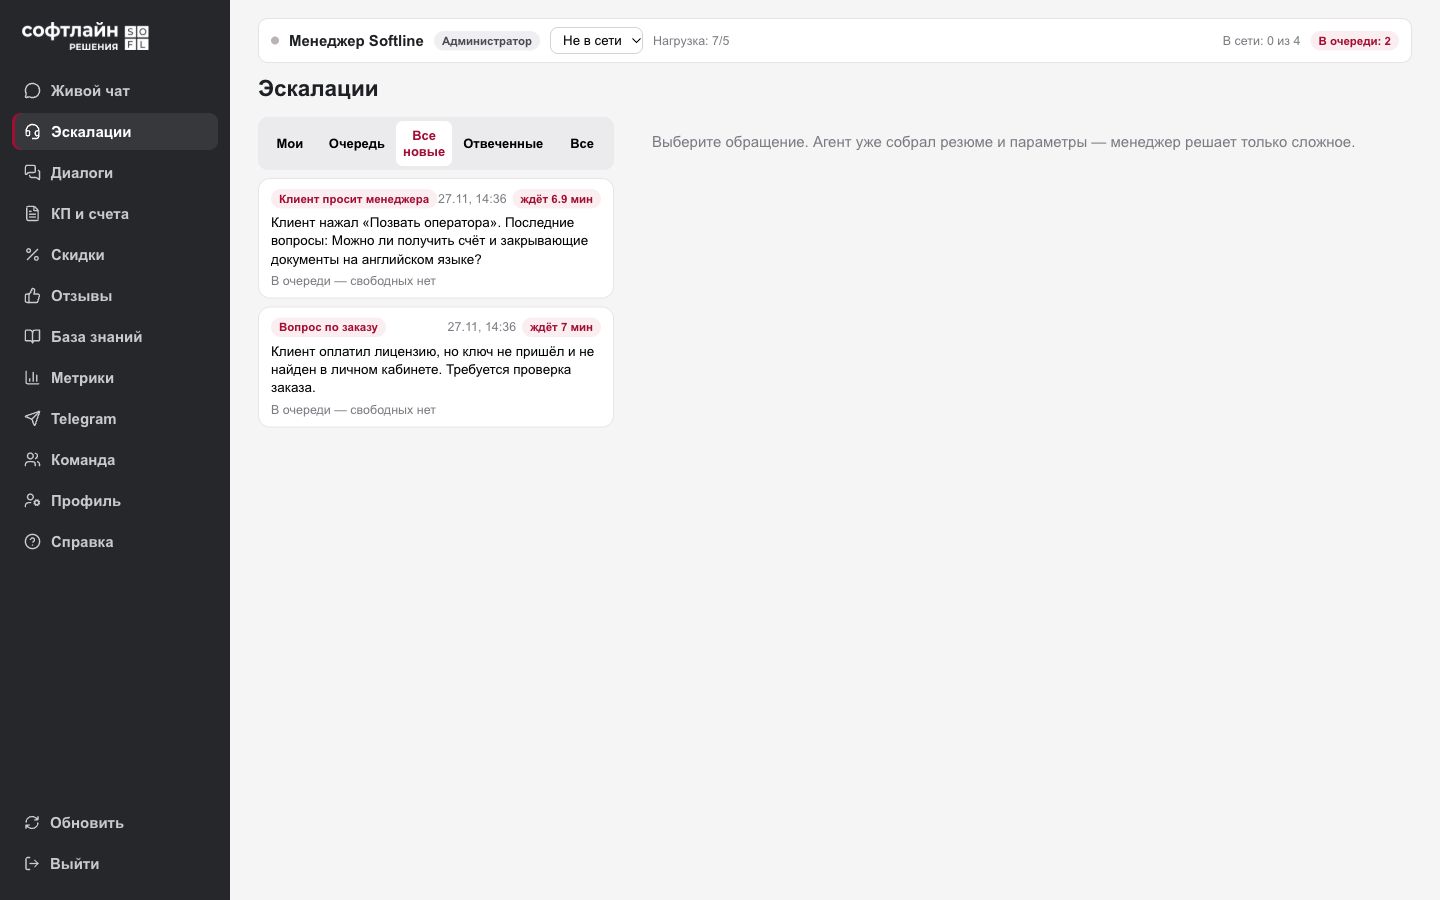 софтлайн
РЕШЕНИЯ
SO
FL
Живой чат
Эскалации
Диалоги
КП и счета
Скидки
Отзывы
База знаний
Метрики
Telegram
Команда
Профиль
Справка
Обновить
Выйти
Менеджер Softline Администратор Не в сети Нагрузка: 7/5 В сети: 0 из 4 В очереди: 2
Эскалации
Мои Очередь Все новые Отвеченные Все
Клиент просит менеджера 27.11, 14:36 ждёт 6.9 мин
Клиент нажал «Позвать оператора». Последние
вопросы: Можно ли получить счёт и закрывающие
документы на английском языке?
В очереди — свободных нет
Вопрос по заказу 27.11, 14:36 ждёт 7 мин
Клиент оплатил лицензию, но ключ не пришёл и не
найден в личном кабинете. Требуется проверка
заказа.
В очереди — свободных нет
Выберите обращение. Агент уже собрал резюме и параметры — менеджер решает только сложное.